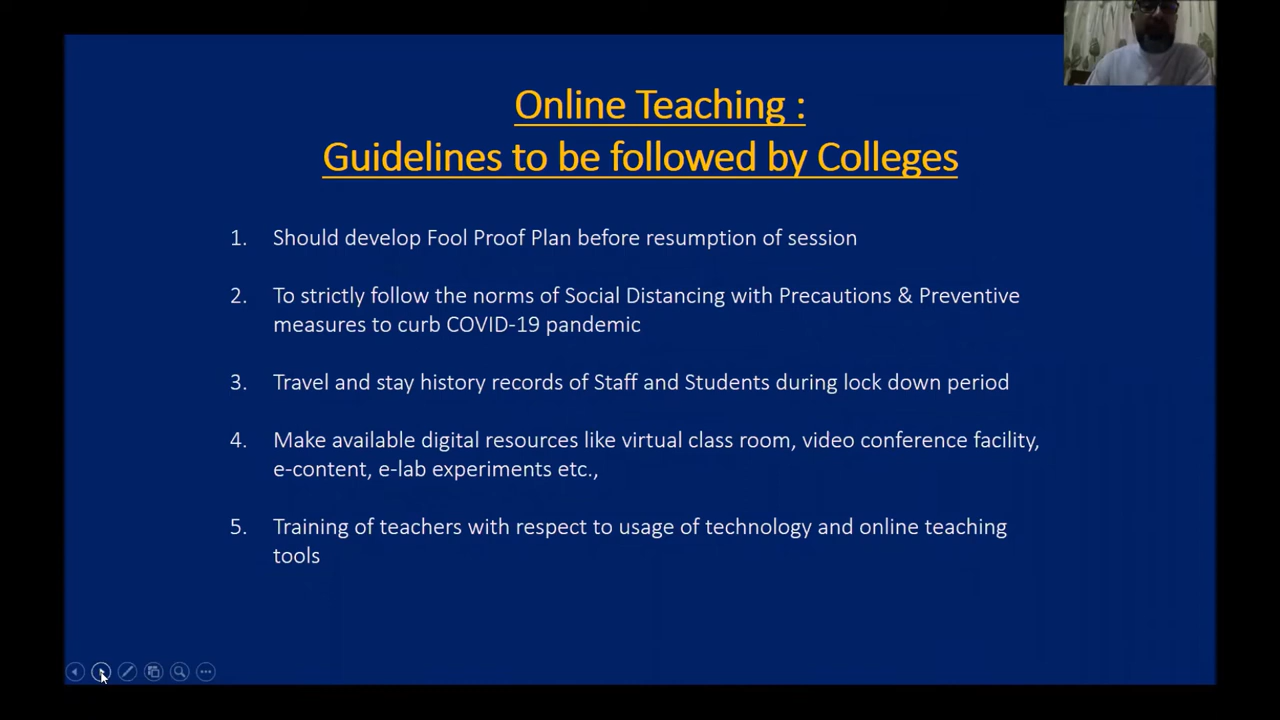 Online Teaching :
Guidelines to be followed by Colleges
1. Should develop Fool Proof Plan before resumption of session
2. To strictly follow the norms of Social Distancing with Precautions & Preventive
measures to curb COVID-19 pandemic
3. Travel and stay history records of Staff and Students during lock down period
4. Make available digital resources like virtual class room, video conference facility,
e-content, e-lab experiments etc.,
5. Training of teachers with respect to usage of technology and online teaching
tools